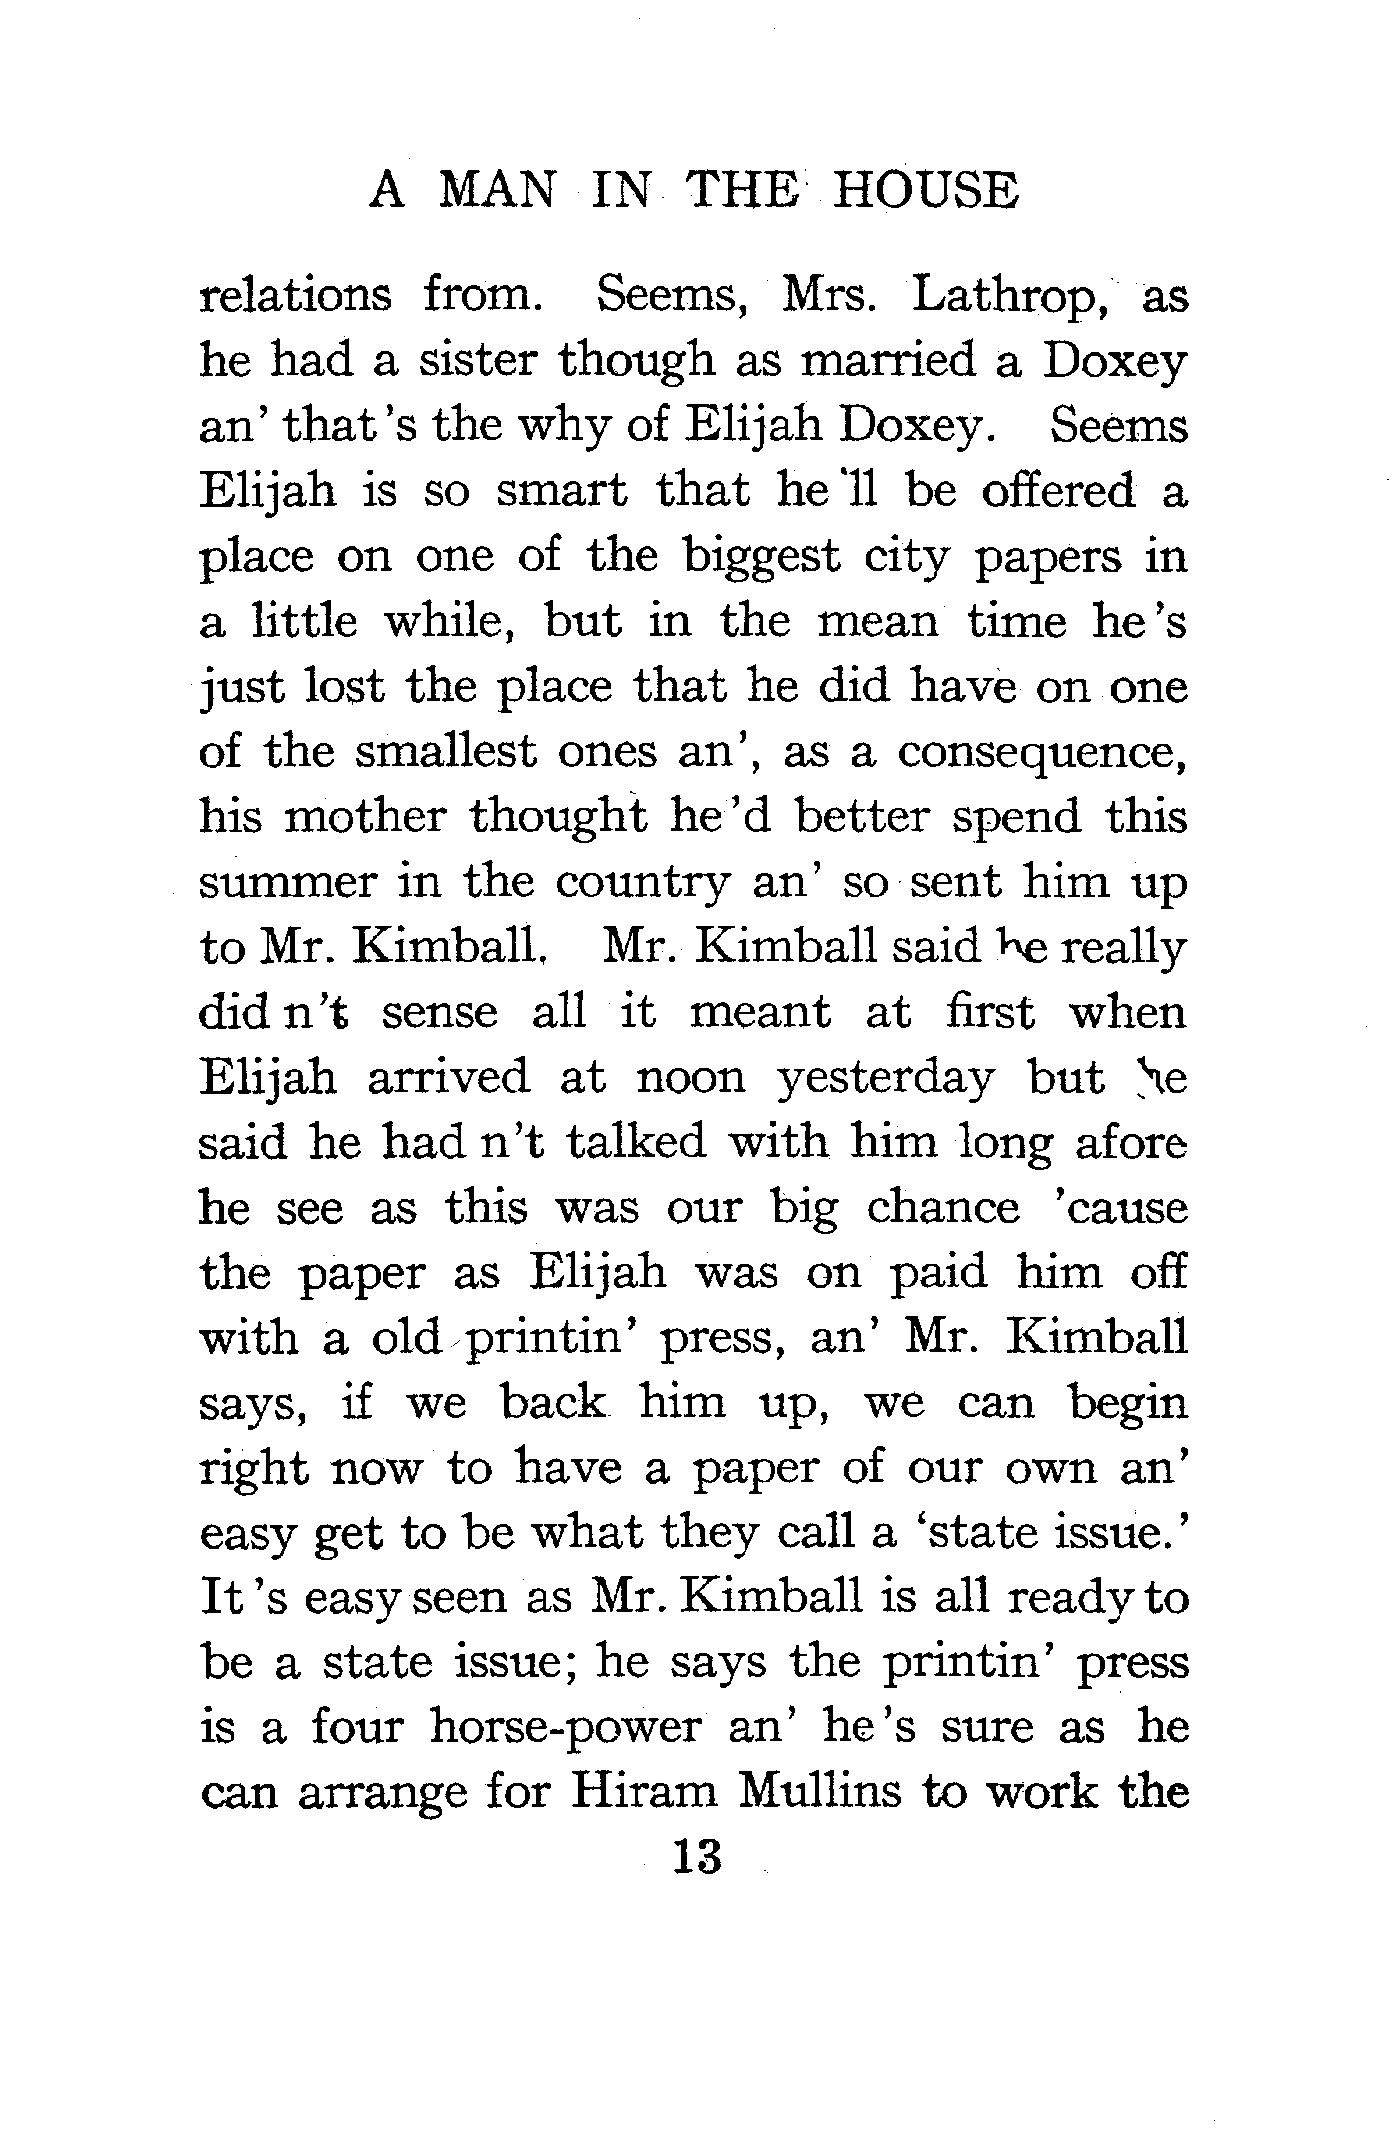 A MAN IN THE HOUSE
relations from. Seems, Mrs. Lathrop, as
he had a sister though as married a Doxey
an' that 's the why of Elijah Doxey. Seems
Elijah is so smart that he 'll be offered a
place on one of the biggest city papers in
a little while, but in the mean time he 's
just lost the place that he did have on one
of the smallest ones an', as a consequence,
his mother thought he 'd better spend this
summer in the country an' so sent him up
to Mr. Kimball. Mr. Kimball said he really
did n't sense all it meant at first when
Elijah arrived at noon yesterday but he
said he had n't talked with him long afore
he see as this was our big chance 'cause
the paper as Elijah was on paid him off
with a old printin' press, an' Mr. Kimball
says, if we back him up, we can begin
right now to have a paper of our own an'
easy get to be what they call a 'state issue.'
It 's easy seen as Mr. Kimball is all ready to
be a state issue; he says the printin' press
is a four horse-power an' he 's sure as he
can arrange for Hiram Mullins to work the
13